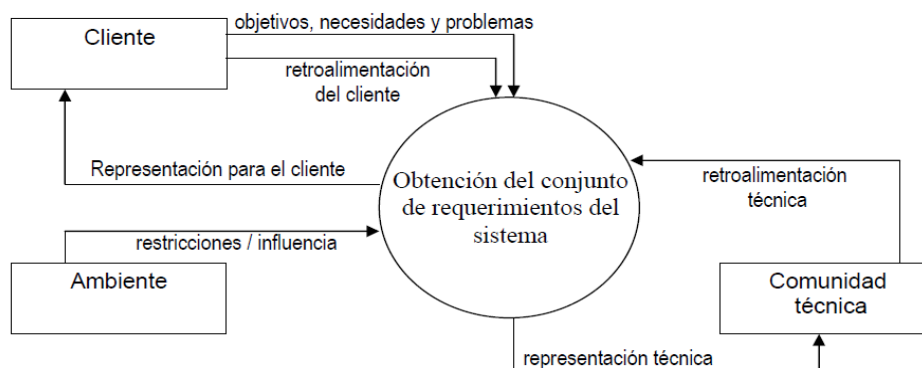 objetivos, necesidades y problemas
Cliente
retroalimentación
del cliente
Representación para el cliente
Obtención del conjunto
de requerimientos del
sistema
retroalimentación
técnica
restricciones / influencia
Ambiente
Comunidad
técnica
representación técnica